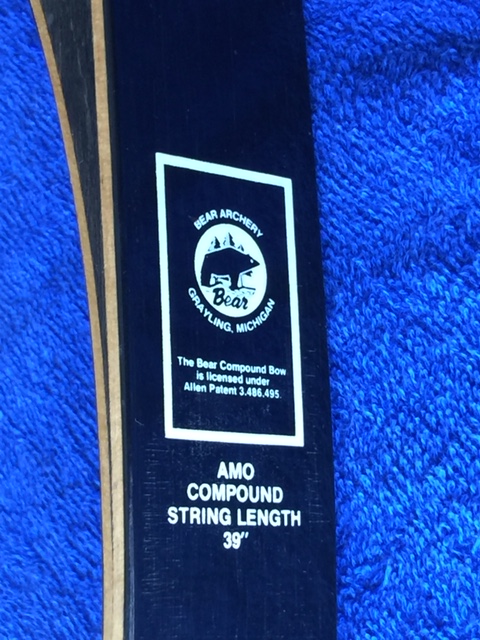 BEAR ARCHERY
Bear
GRAYLING, MICHIGAN
The Bear Compound Bow
is licensed under
Allen Patent 3,486,495.
AMO
COMPOUND
STRING LENGTH
39"